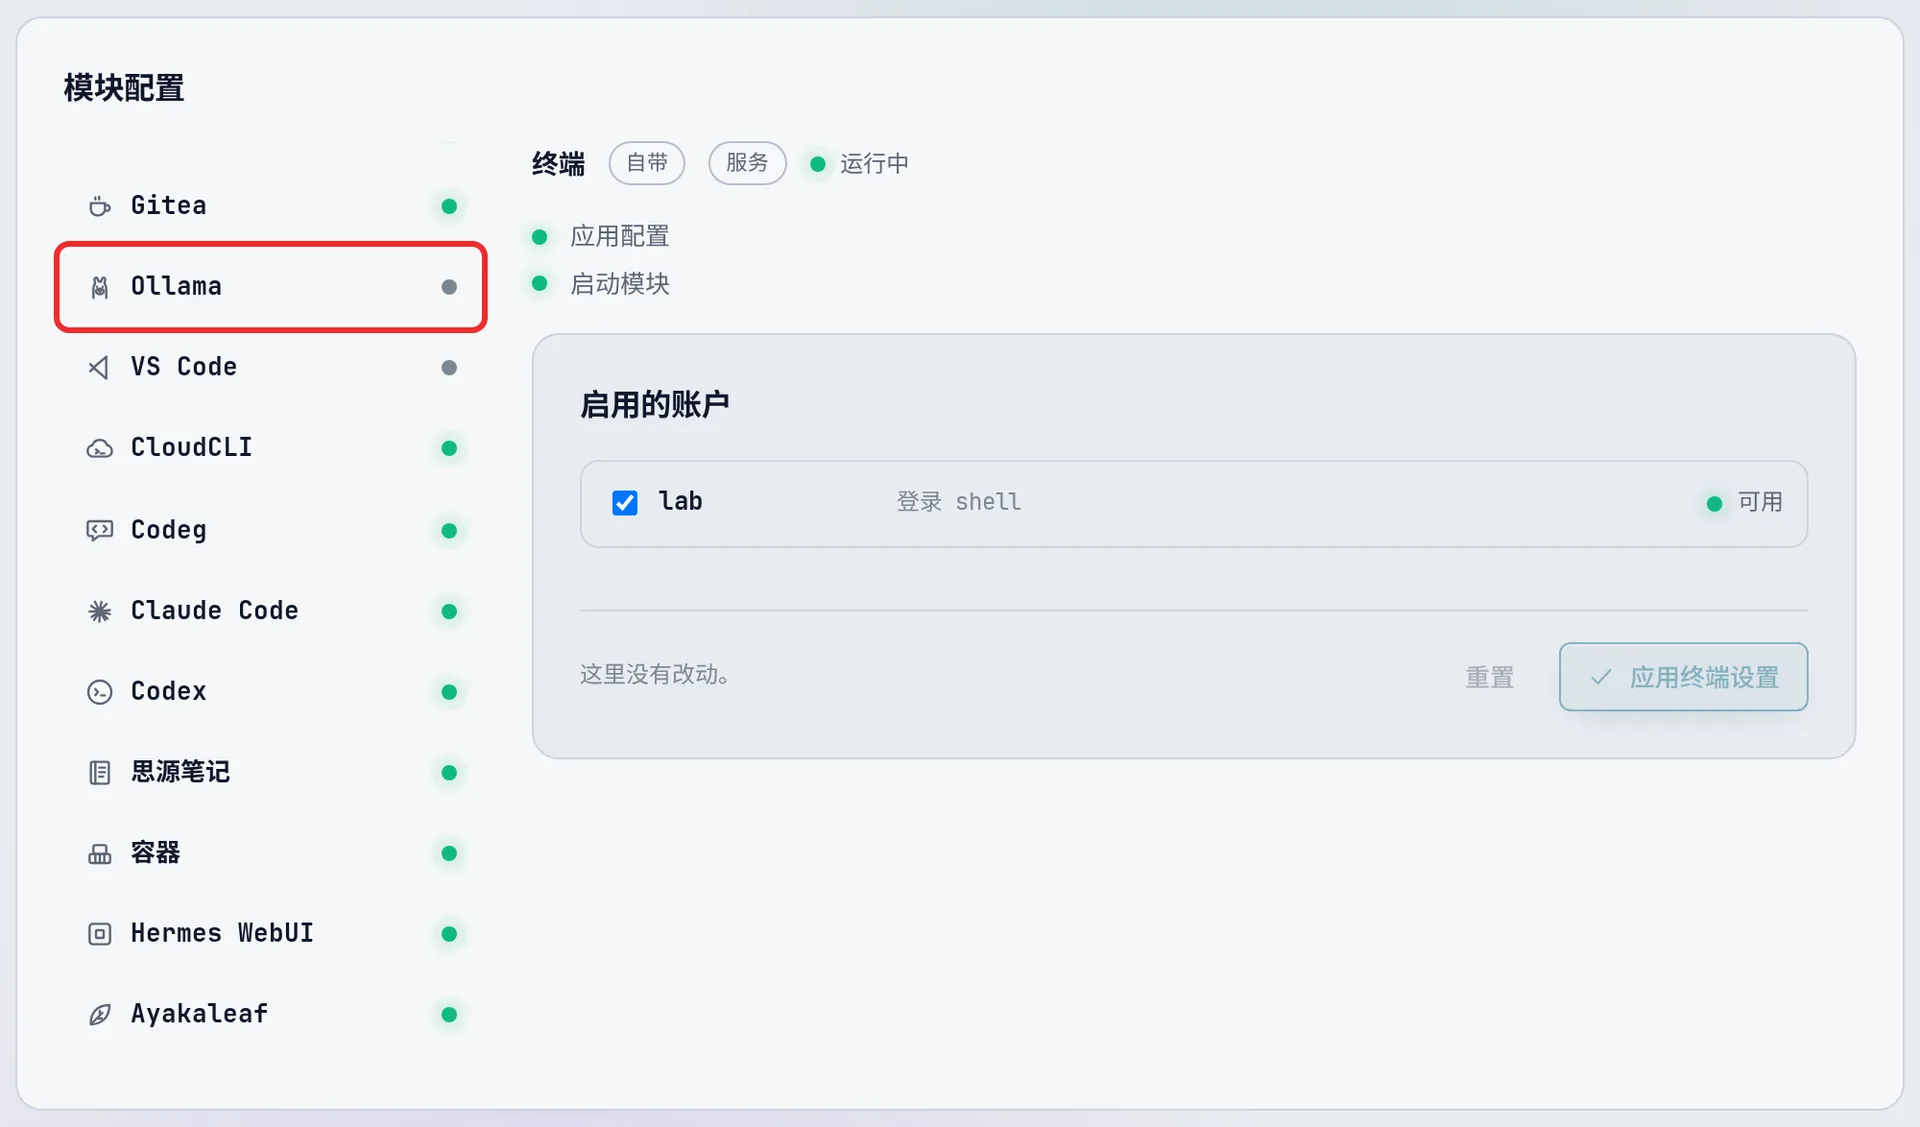 模块配置
Gitea
Ollama
VS Code
CloudCLI
Codeg
Claude Code
Codex
思源笔记
容器
Hermes WebUI
Ayakaleaf
终端 自带 服务 运行中
应用配置
启动模块
启用的账户
lab 登录 shell 可用
这里没有改动。 重置 应用终端设置